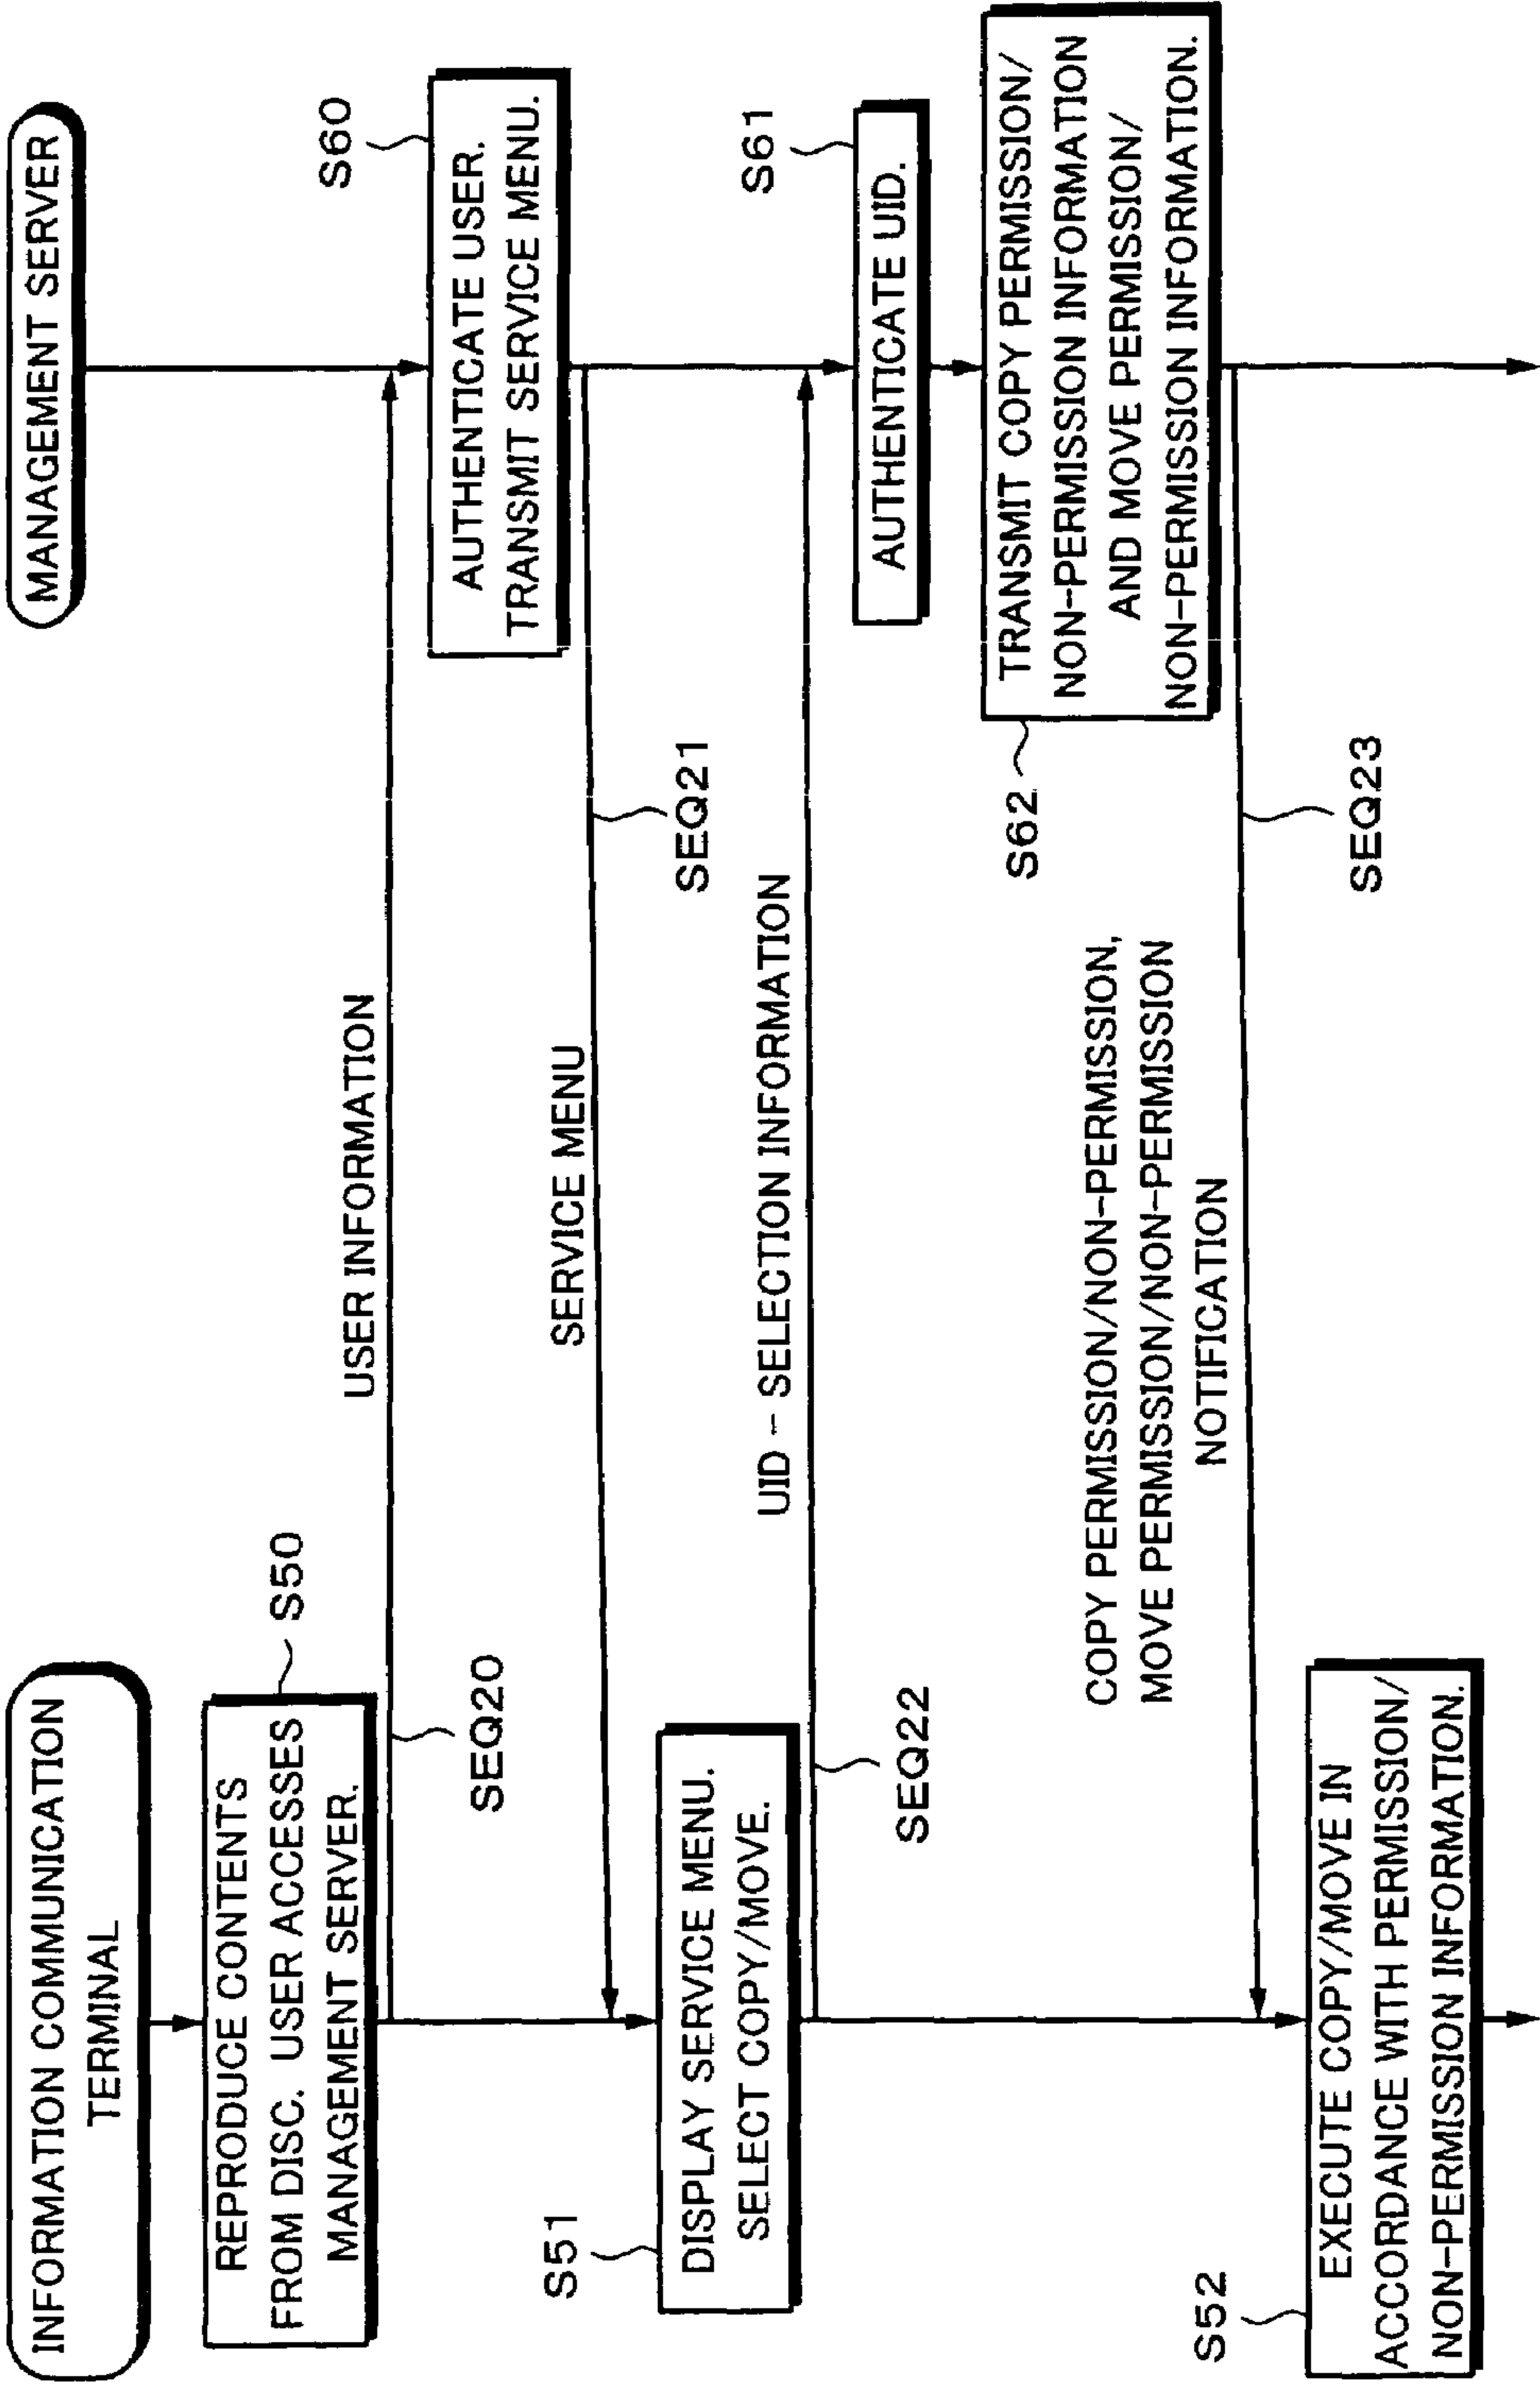 INFORMATION COMMUNICATION
TERMINAL
MANAGEMENT SERVER
S50
REPRODUCE CONTENTS
FROM DISC. USER ACCESSES
MANAGEMENT SERVER.
USER INFORMATION
SEQ20
S60
AUTHENTICATE USER.
TRANSMIT SERVICE MENU.
SERVICE MENU
SEQ21
S51
DISPLAY SERVICE MENU.
SELECT COPY/MOVE.
UID - SELECTION INFORMATION
SEQ22
S61
AUTHENTICATE UID.
S62
TRANSMIT COPY PERMISSION/
NON-PERMISSION INFORMATION
AND MOVE PERMISSION/
NON-PERMISSION INFORMATION.
COPY PERMISSION/NON-PERMISSION,
MOVE PERMISSION/NON-PERMISSION
NOTIFICATION
SEQ23
S52
EXECUTE COPY/MOVE IN
ACCORDANCE WITH PERMISSION/
NON-PERMISSION INFORMATION.